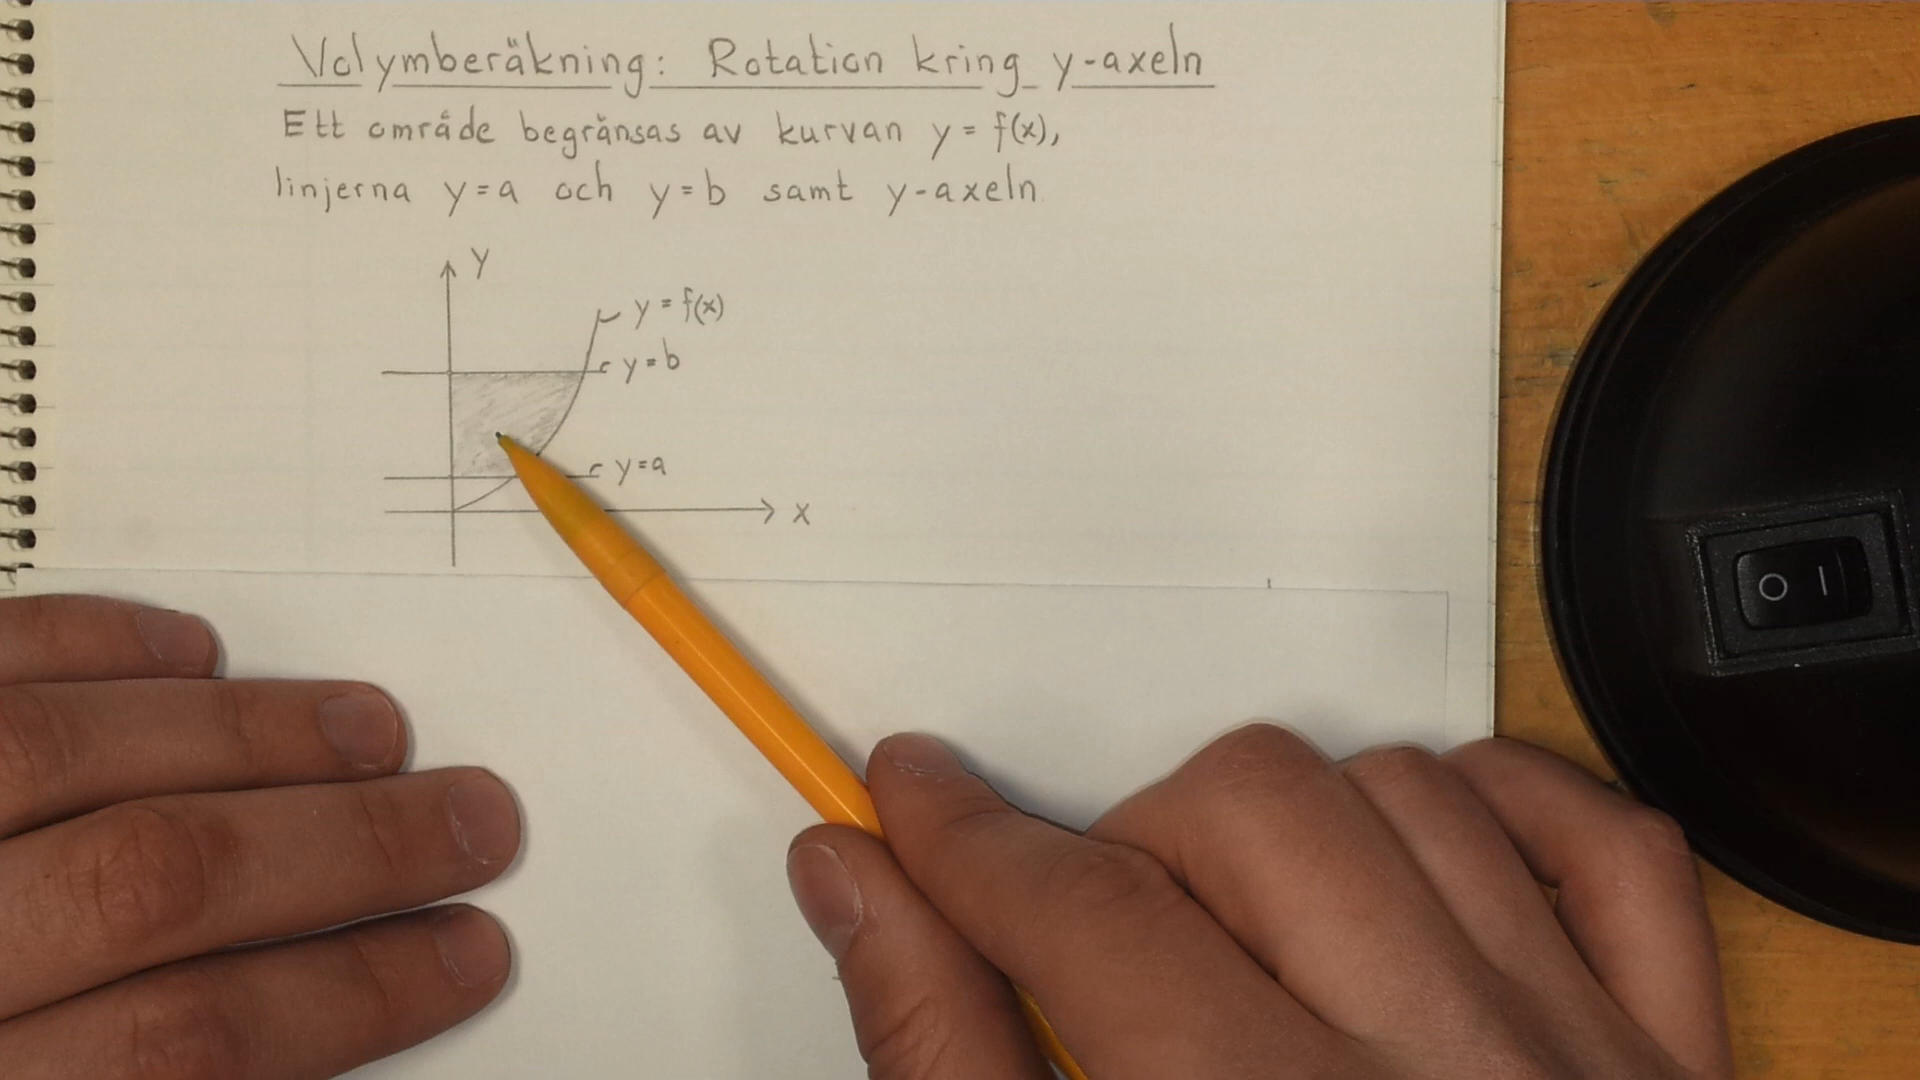 Volymberäkning: Rotation kring y-axeln
Ett område begränsas av kurvan y = f(x),
linjerna y=a och y=b samt y-axeln
y
y = f(x)
y=b
y=a
x
O I